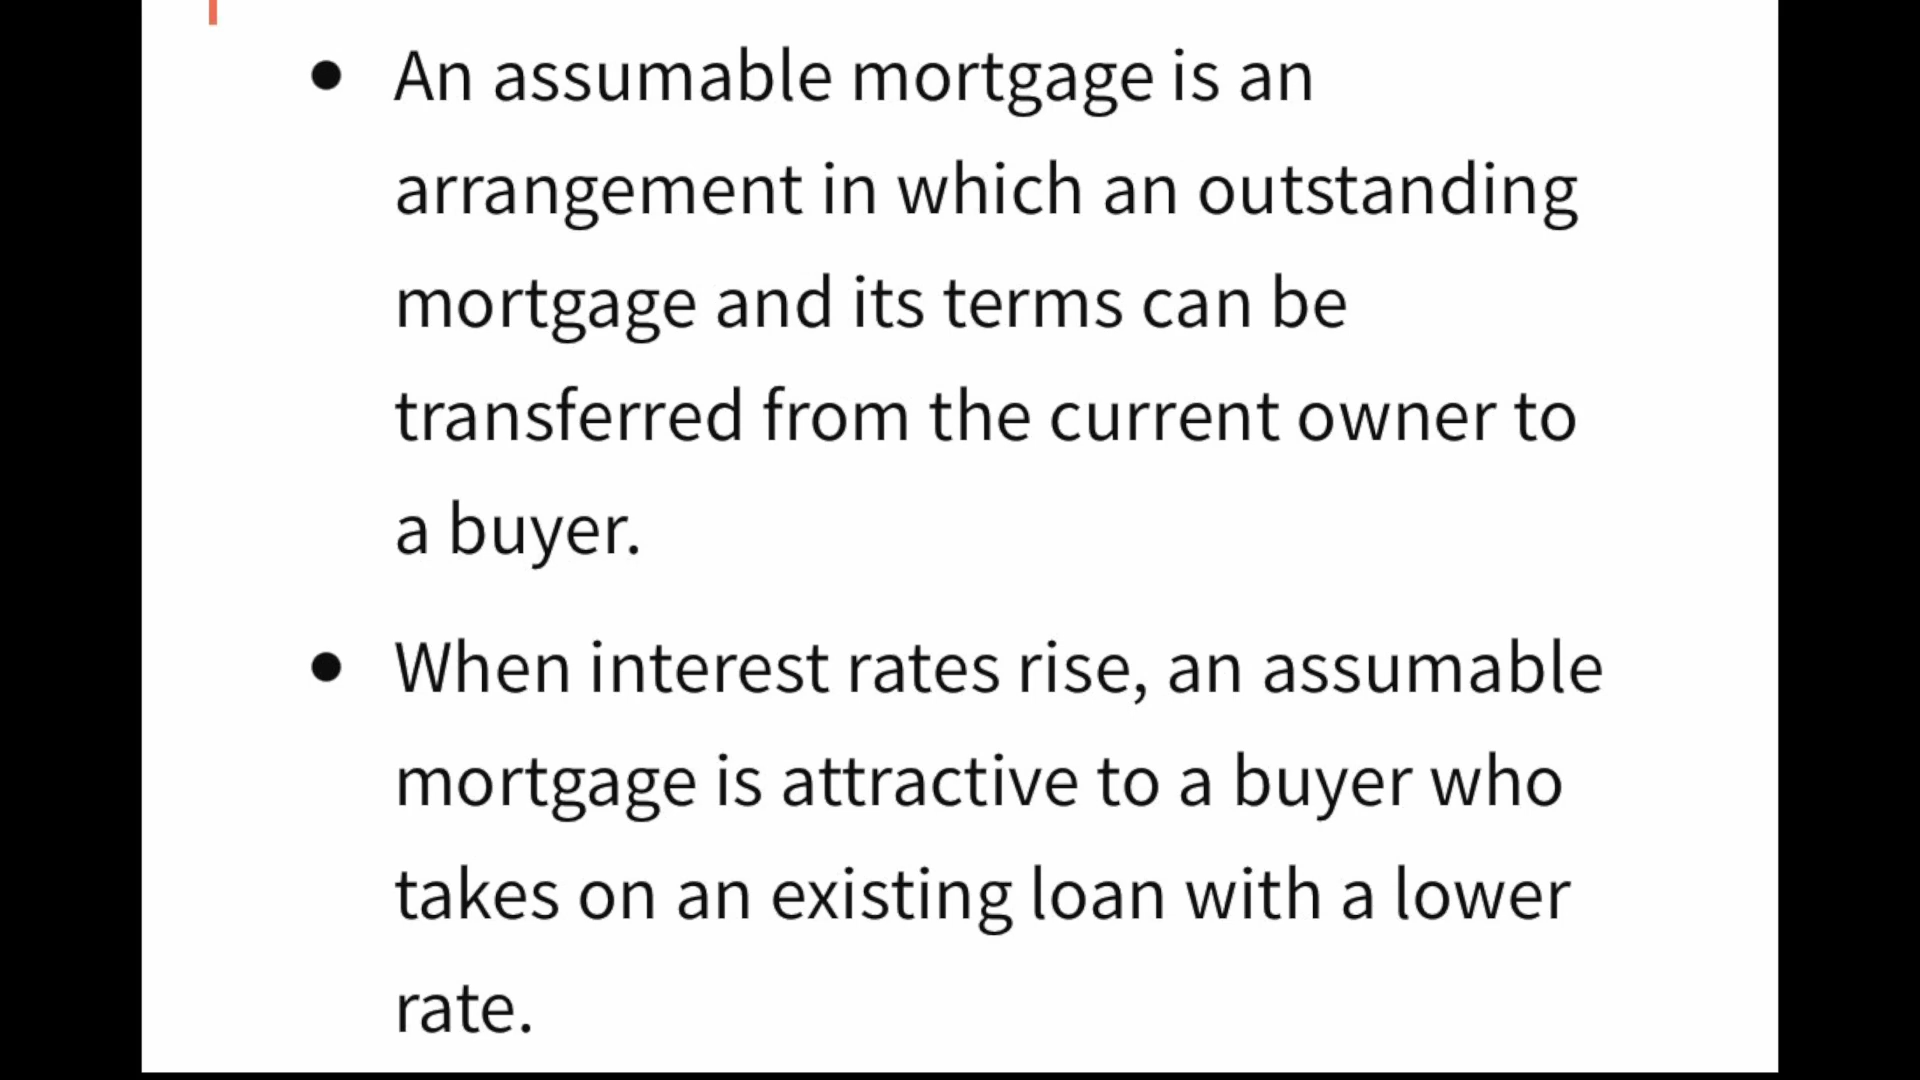 ● An assumable mortgage is an
arrangement in which an outstanding
mortgage and its terms can be
transferred from the current owner to
a buyer.
● When interest rates rise, an assumable
mortgage is attractive to a buyer who
takes on an existing loan with a lower
rate.